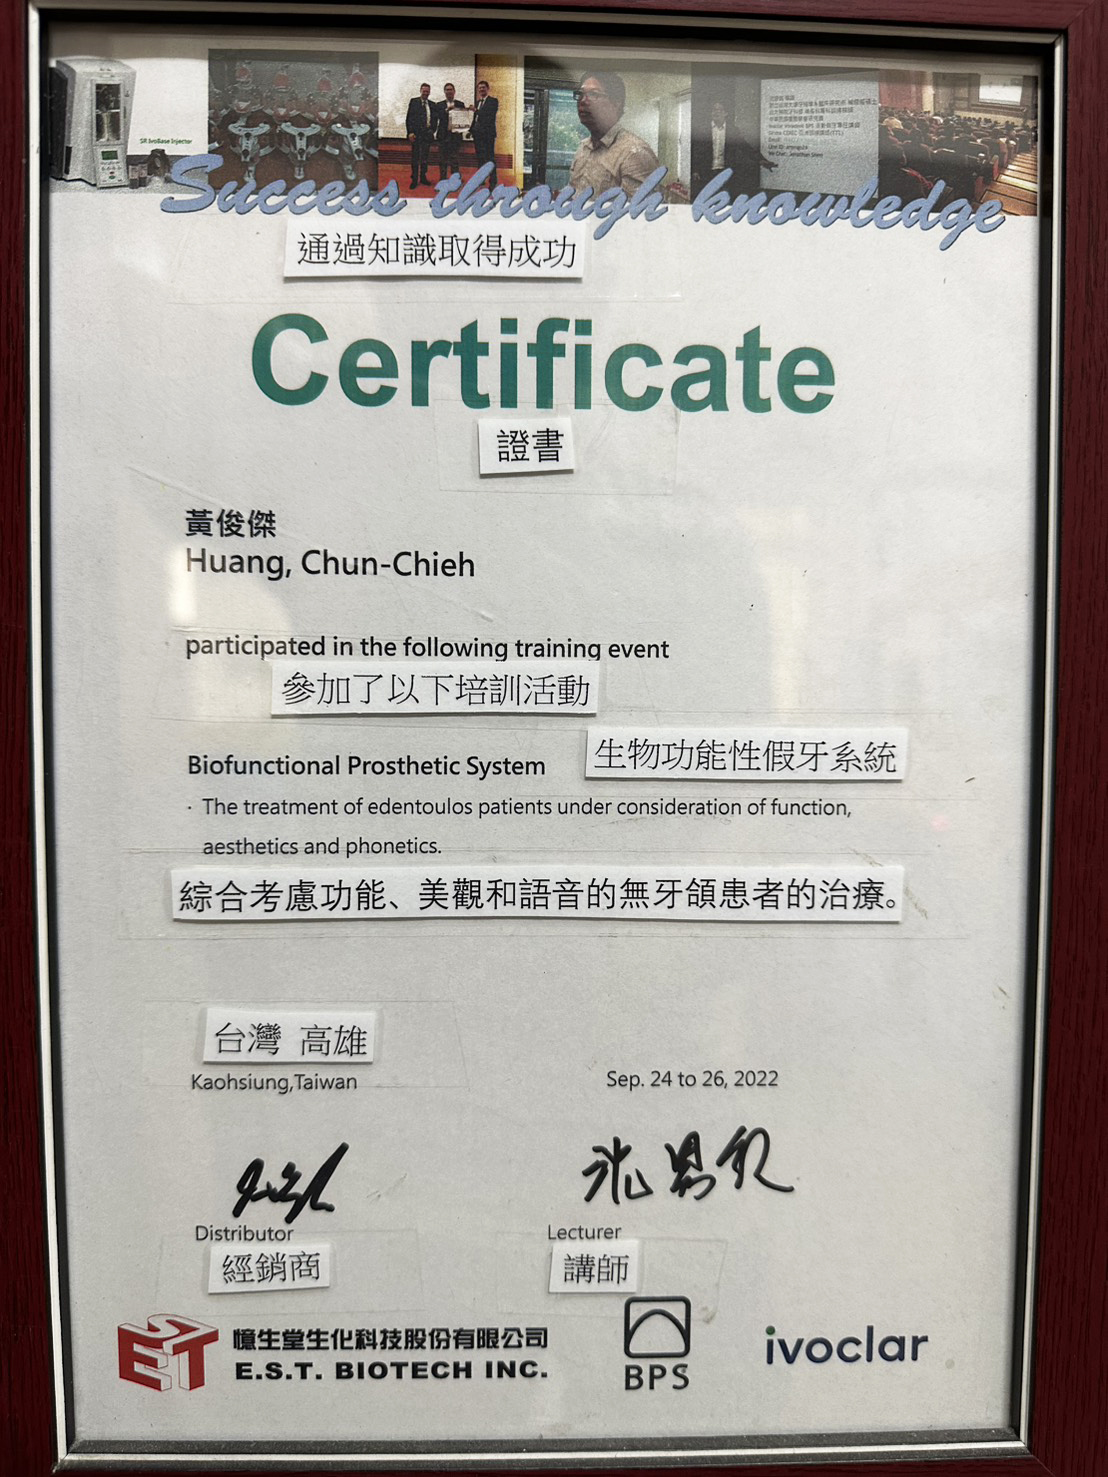 SR IvoBase Injector
Success through knowledge
通過知識取得成功
Certificate
證書
黃俊傑
Huang, Chun-Chieh
participated in the following training event
參加了以下培訓活動
Biofunctional Prosthetic System
生物功能性假牙系統
· The treatment of edentoulos patients under consideration of function,
aesthetics and phonetics.
綜合考慮功能、美觀和語音的無牙頜患者的治療。
台灣 高雄
Kaohsiung,Taiwan
Sep. 24 to 26, 2022
Distributor
經銷商
Lecturer
講師
EST
憶生堂生化科技股份有限公司
E.S.T. BIOTECH INC.
BPS
ivoclar